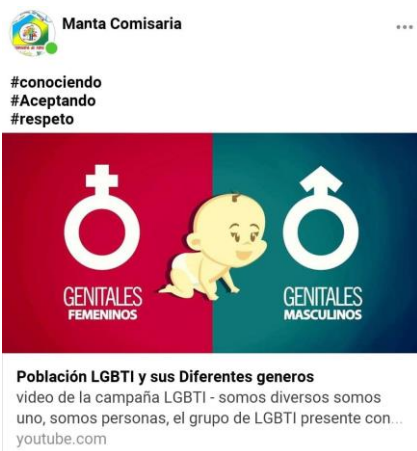 Manta Comisaria
#conociendo
#Aceptando
#respeto
GENITALES
FEMENINOS
GENITALES
MASCULINOS
Población LGBTI y sus Diferentes generos
video de la campaña LGBTI - somos diversos somos
uno, somos personas, el grupo de LGBTI presente con...
youtube.com